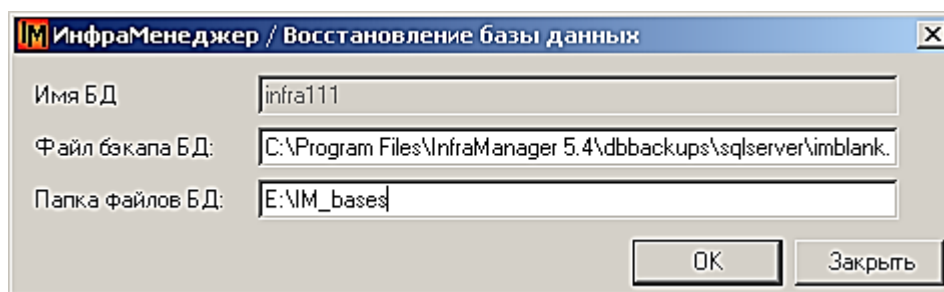 IM ИнфраМенеджер / Восстановление базы данных
Имя БД infra111
Файл бэкапа БД: C:\Program Files\InfraManager 5.4\dbbackups\sqlserver\imblank.
Папка файлов БД: E:\IM_bases
OK Закрыть